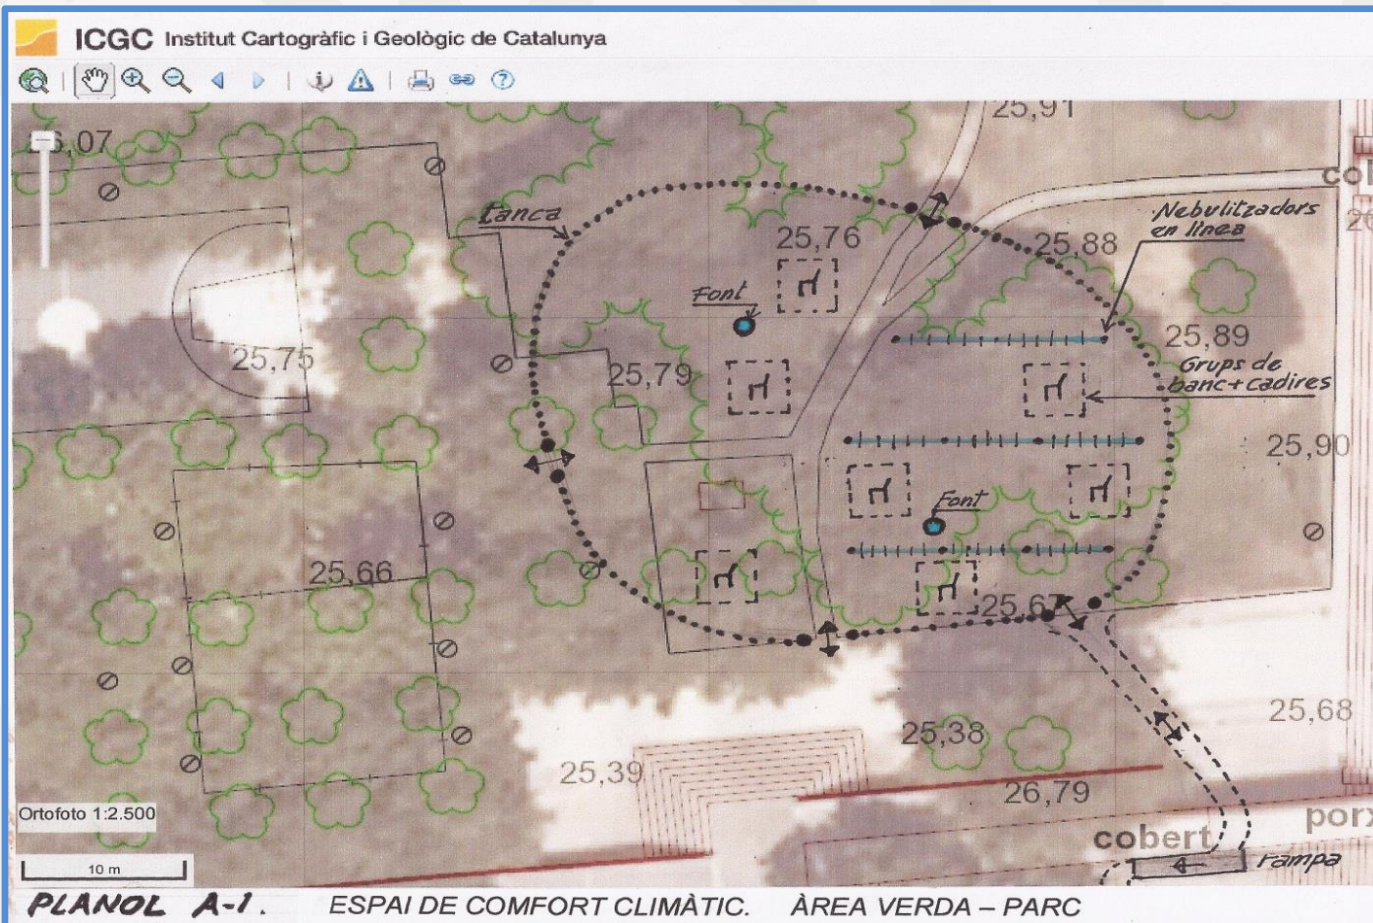 ICGC Institut Cartogràfic i Geològic de Catalunya
25,91
26,07
tanca
Nebulitzadors
en línea
25,76
25,88
Font
25,89
25,75
25,79
Grups de
banc+cadires
25,90
Font
25,66
25,67
25,68
25,38
25,39
26,79
Ortofoto 1:2.500
cobert
10 m
rampa
PLANOL A-1. ESPAI DE COMFORT CLIMÀTIC. ÀREA VERDA – PARC